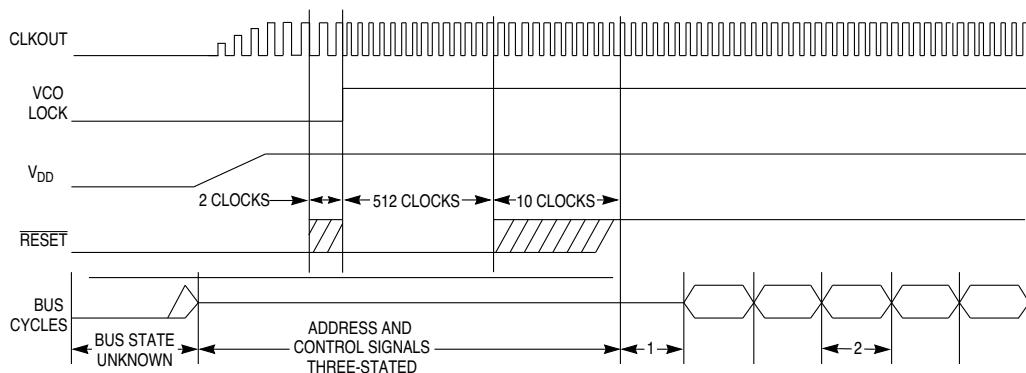 CLKOUT
VCO
LOCK
VDD
2 CLOCKS
512 CLOCKS
10 CLOCKS
RESET
BUS
CYCLES
BUS STATE
UNKNOWN
ADDRESS AND
CONTROL SIGNALS
THREE-STATED
1
2